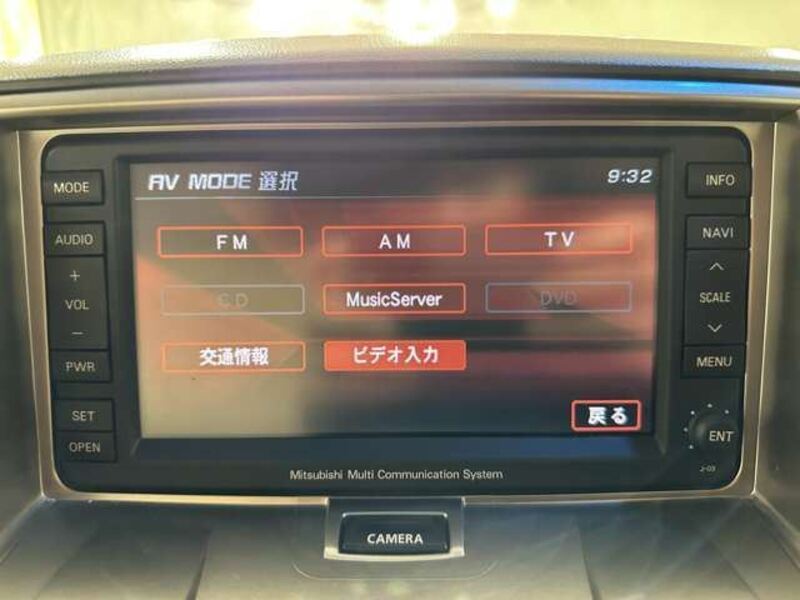 AV MODE 選択
9:32
FM
AM
TV
CD
MusicServer
DVD
交通情報
ビデオ入力
戻る
MODE
AUDIO
+
VOL
−
PWR
SET
OPEN
INFO
NAVI
SCALE
MENU
ENT
J-03
Mitsubishi Multi Communication System
CAMERA